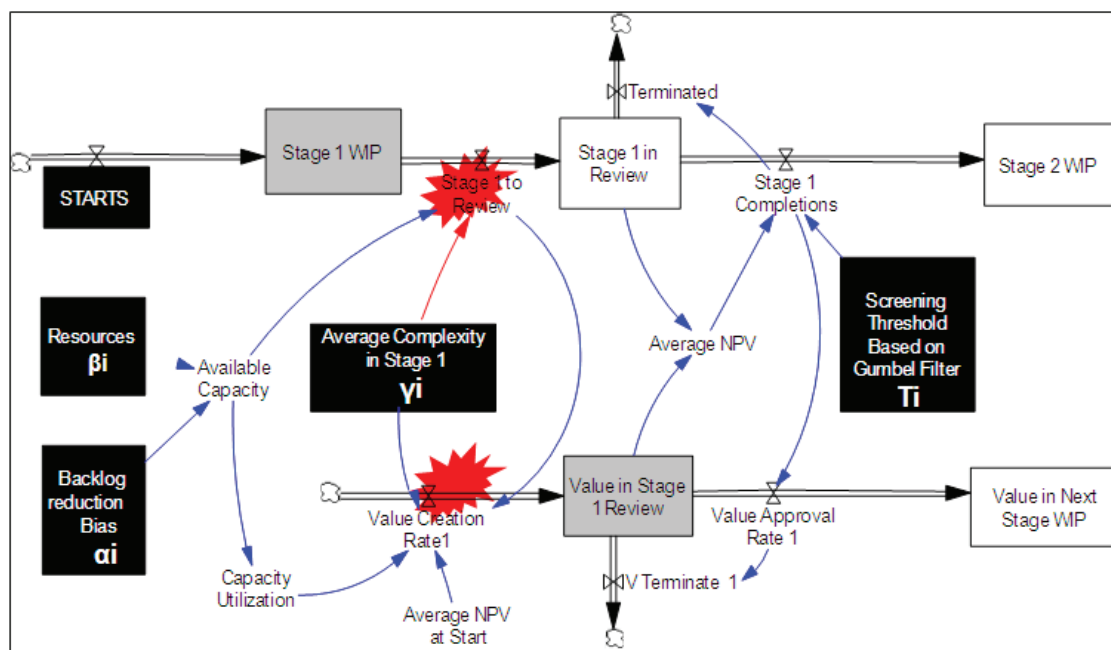 Terminated
Stage 1 WIP
Stage 1 to
Review
Stage 1 in
Review
Stage 1
Completions
Stage 2 WIP
STARTS
Resources
βi
Available
Capacity
Average Complexity
in Stage 1
γi
Average NPV
Screening
Threshold
Based on
Gumbel Filter
Ti
Backlog
reduction
Bias
αi
Capacity
Utilization
Value Creation
Rate1
Average NPV
at Start
Value in Stage
1 Review
Value Approval
Rate 1
V Terminate 1
Value in Next
Stage WIP